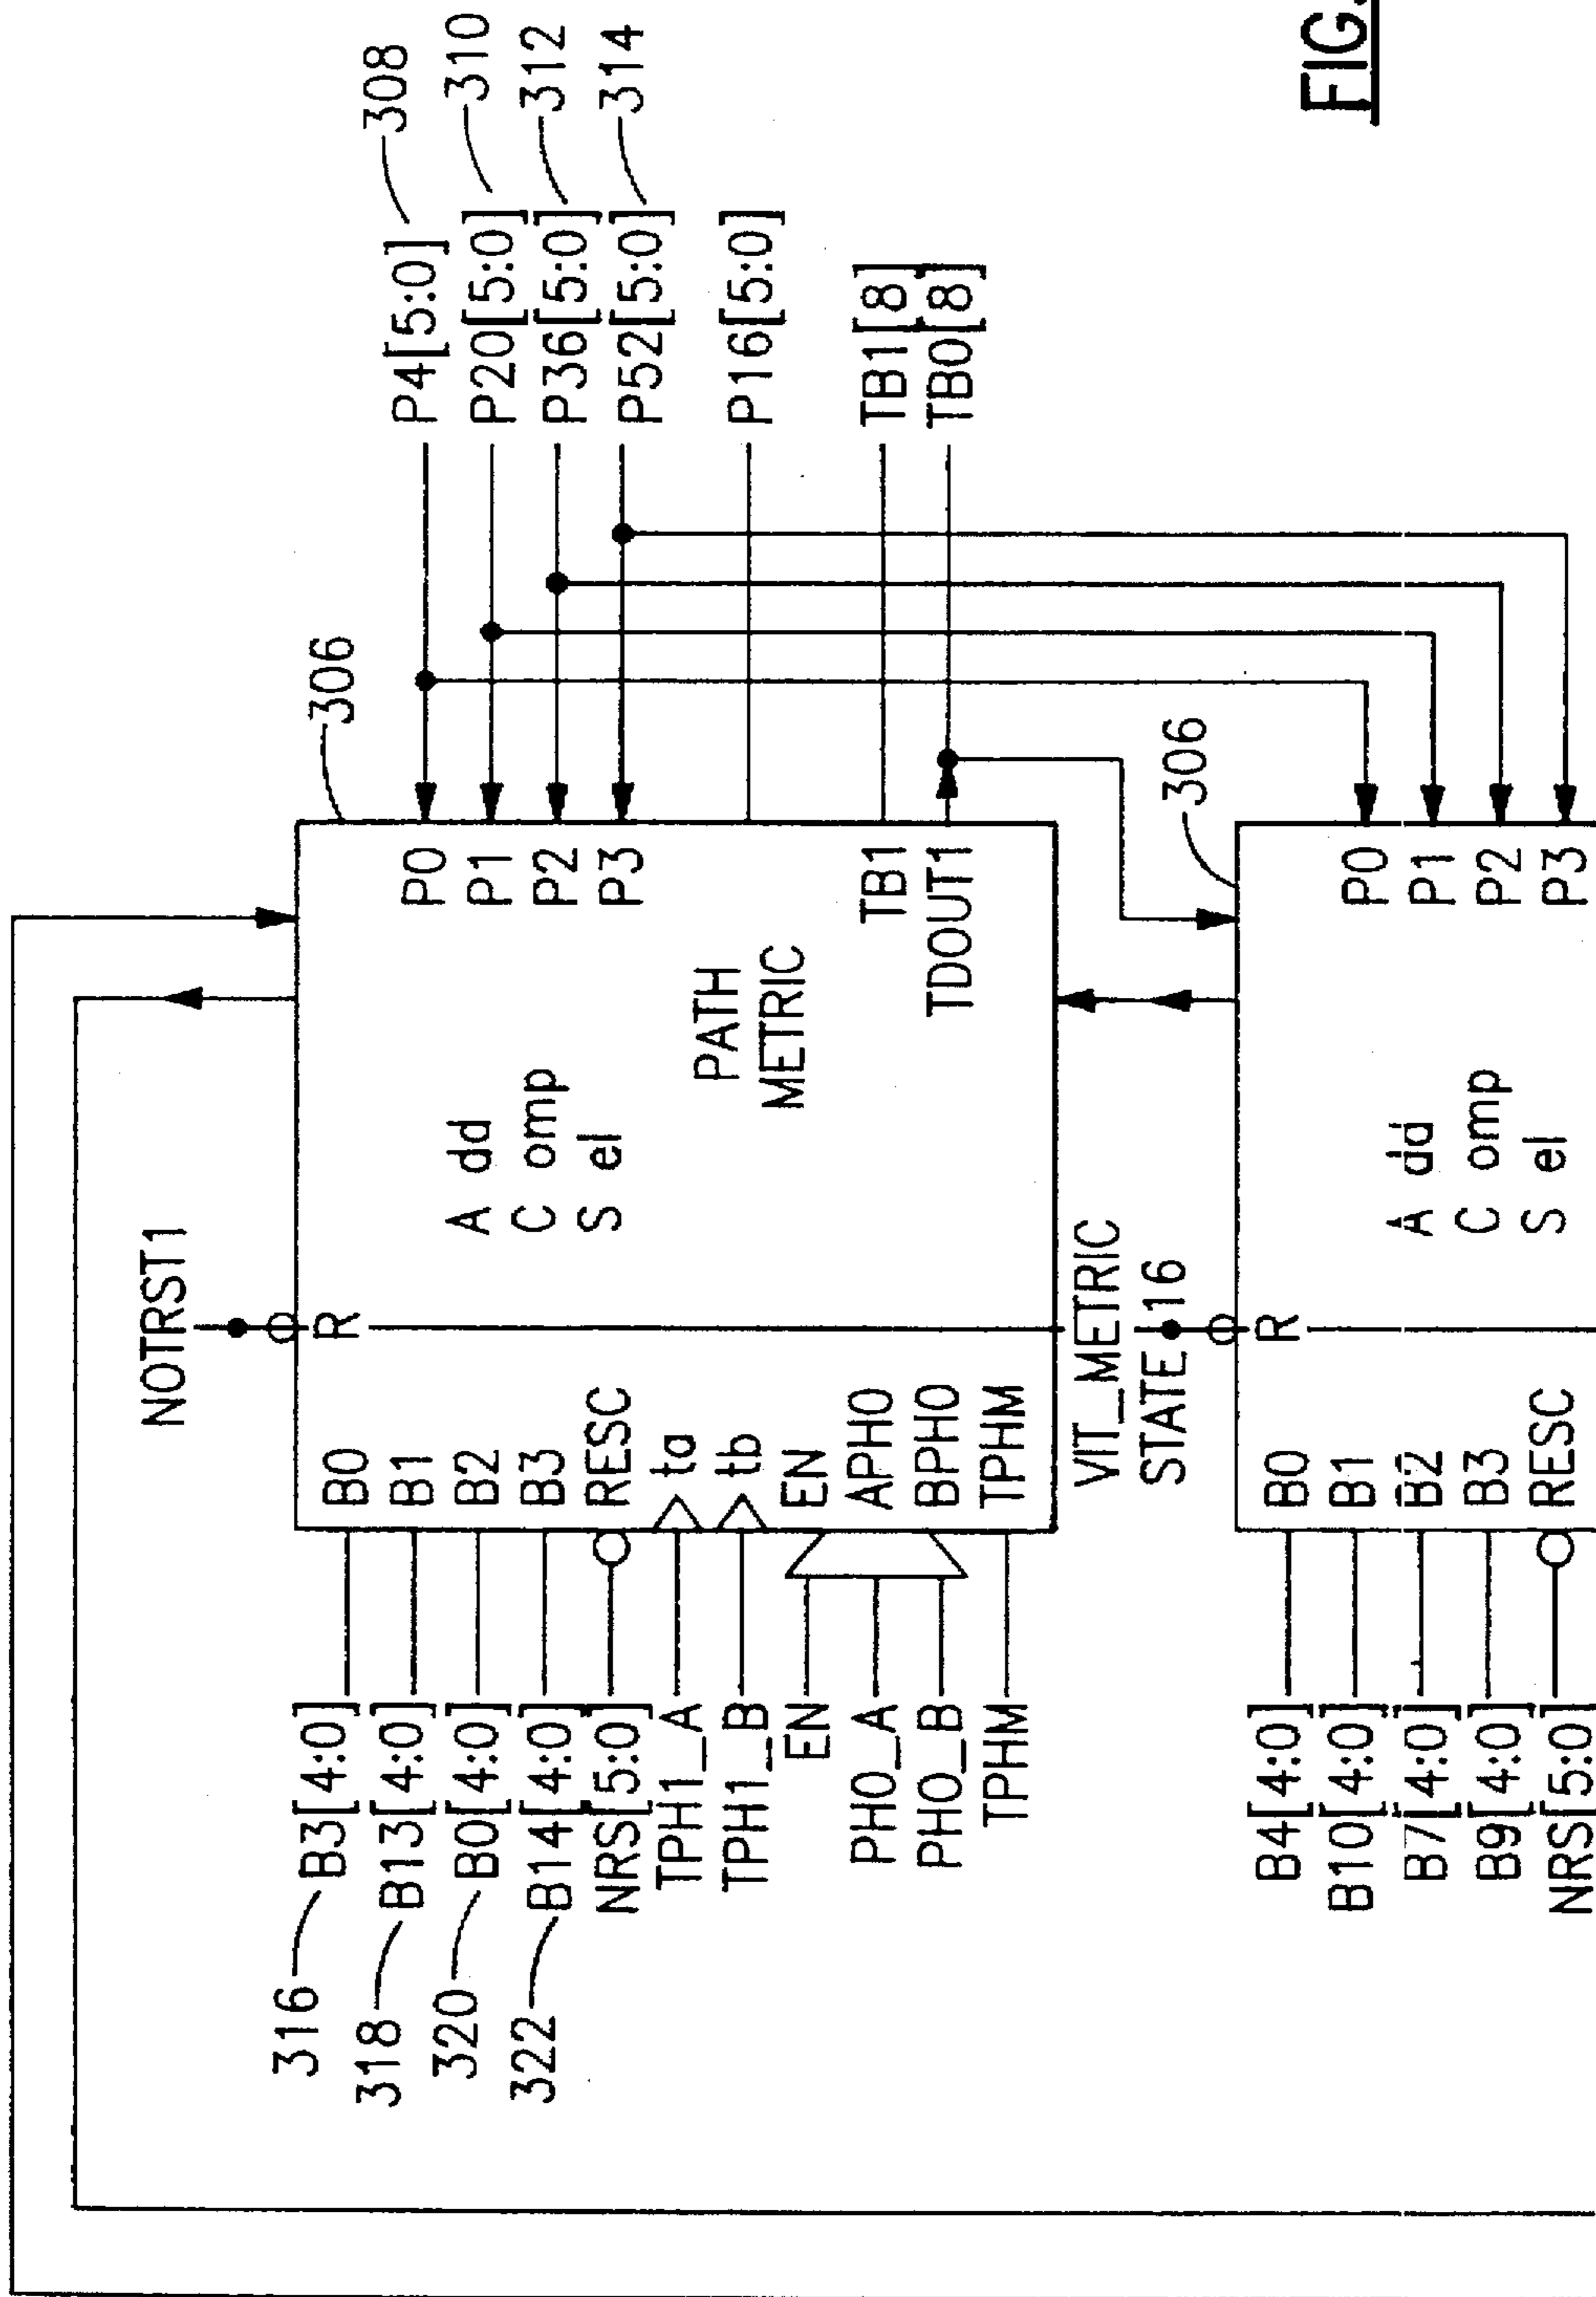 NOTRST1
316
B3[4:0]
B0
318
B13[4:0]
B1
320
B0[4:0]
B2
322
B14[4:0]
B3
NRS[5:0]
RESC
TPH1_A
ta
TPH1_B
tb
EN
EN
PH0_A
APH0
PH0_B
BPH0
TPHM
TPHM
R
A dd
C omp
S el
PATH
METRIC
306
P0
P4[5:0]
308
P1
P20[5:0]
310
P2
P36[5:0]
312
P3
P52[5:0]
314
P16[5:0]
TB1
TB1[8]
TDOUT1
TB0[8]
VIT_METRIC
STATE 16
B4[4:0]
B0
B10[4:0]
B1
B7[4:0]
B2
B9[4:0]
B3
NRS[5:0]
RESC
R
A dd
C omp
S el
306
P0
P1
P2
P3
FIG.